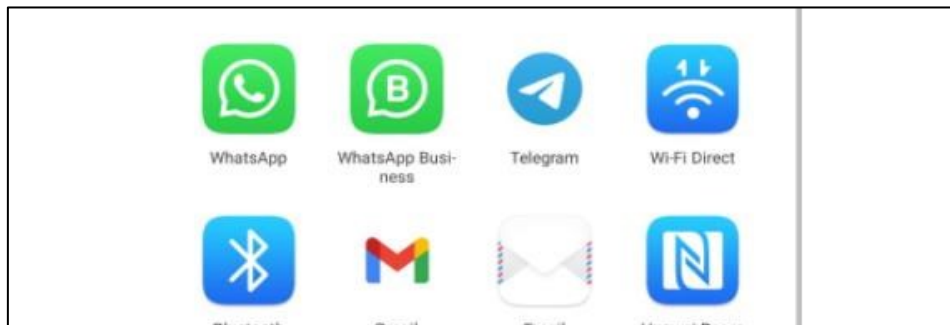 WhatsApp
WhatsApp Busi-
ness
Telegram
Wi-Fi Direct
B